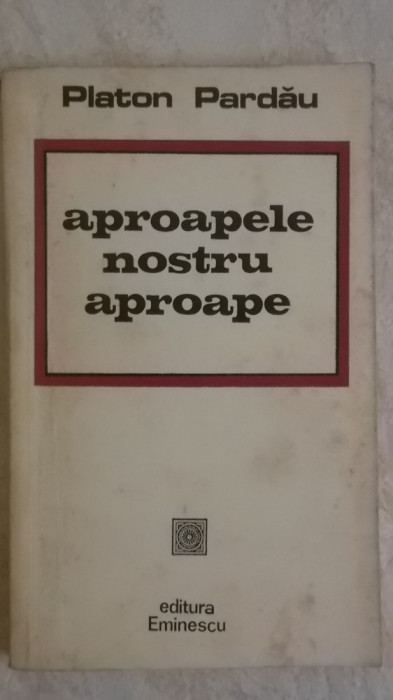 Platon Pardău
aproapele
nostru
aproape
editura
Eminescu